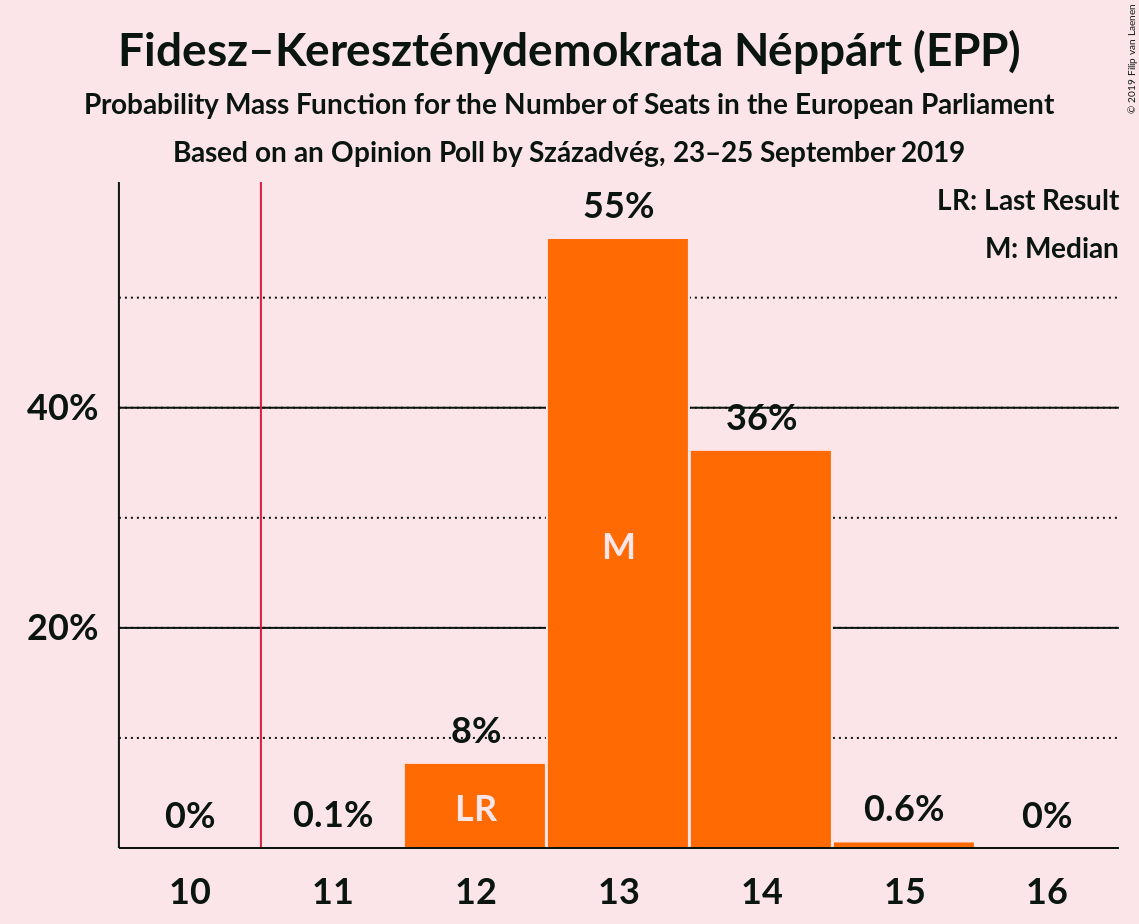 Fidesz–Kereszténydemokrata Néppárt (EPP)
Probability Mass Function for the Number of Seats in the European Parliament
Based on an Opinion Poll by Századvég, 23–25 September 2019
© 2019 Filip van Laenen
LR: Last Result
M: Median
55%
40%
36%
M
20%
8%
LR
0%
0.1%
0.6%
0%
10 11 12 13 14 15 16